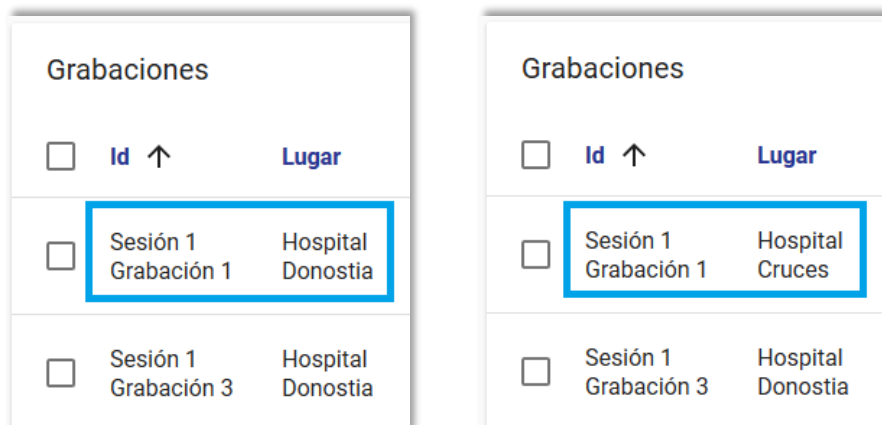 Grabaciones
Id ↑ Lugar
Sesión 1 Hospital
Grabación 1 Donostia
Sesión 1 Hospital
Grabación 3 Donostia
Grabaciones
Id ↑ Lugar
Sesión 1 Hospital
Grabación 1 Cruces
Sesión 1 Hospital
Grabación 3 Donostia